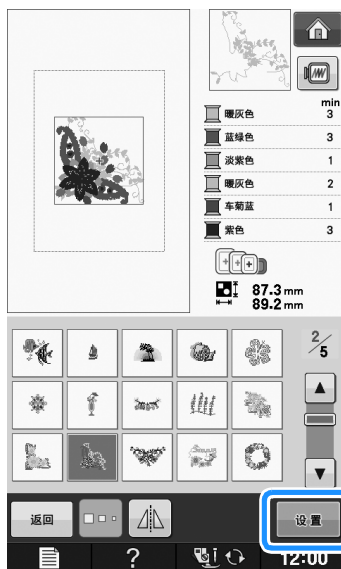 min
暖灰色 3
蓝绿色 3
淡紫色 1
暖灰色 2
车菊蓝 1
紫色 3
87.3 mm
89.2 mm
2/5
返回
设置
?
12:00